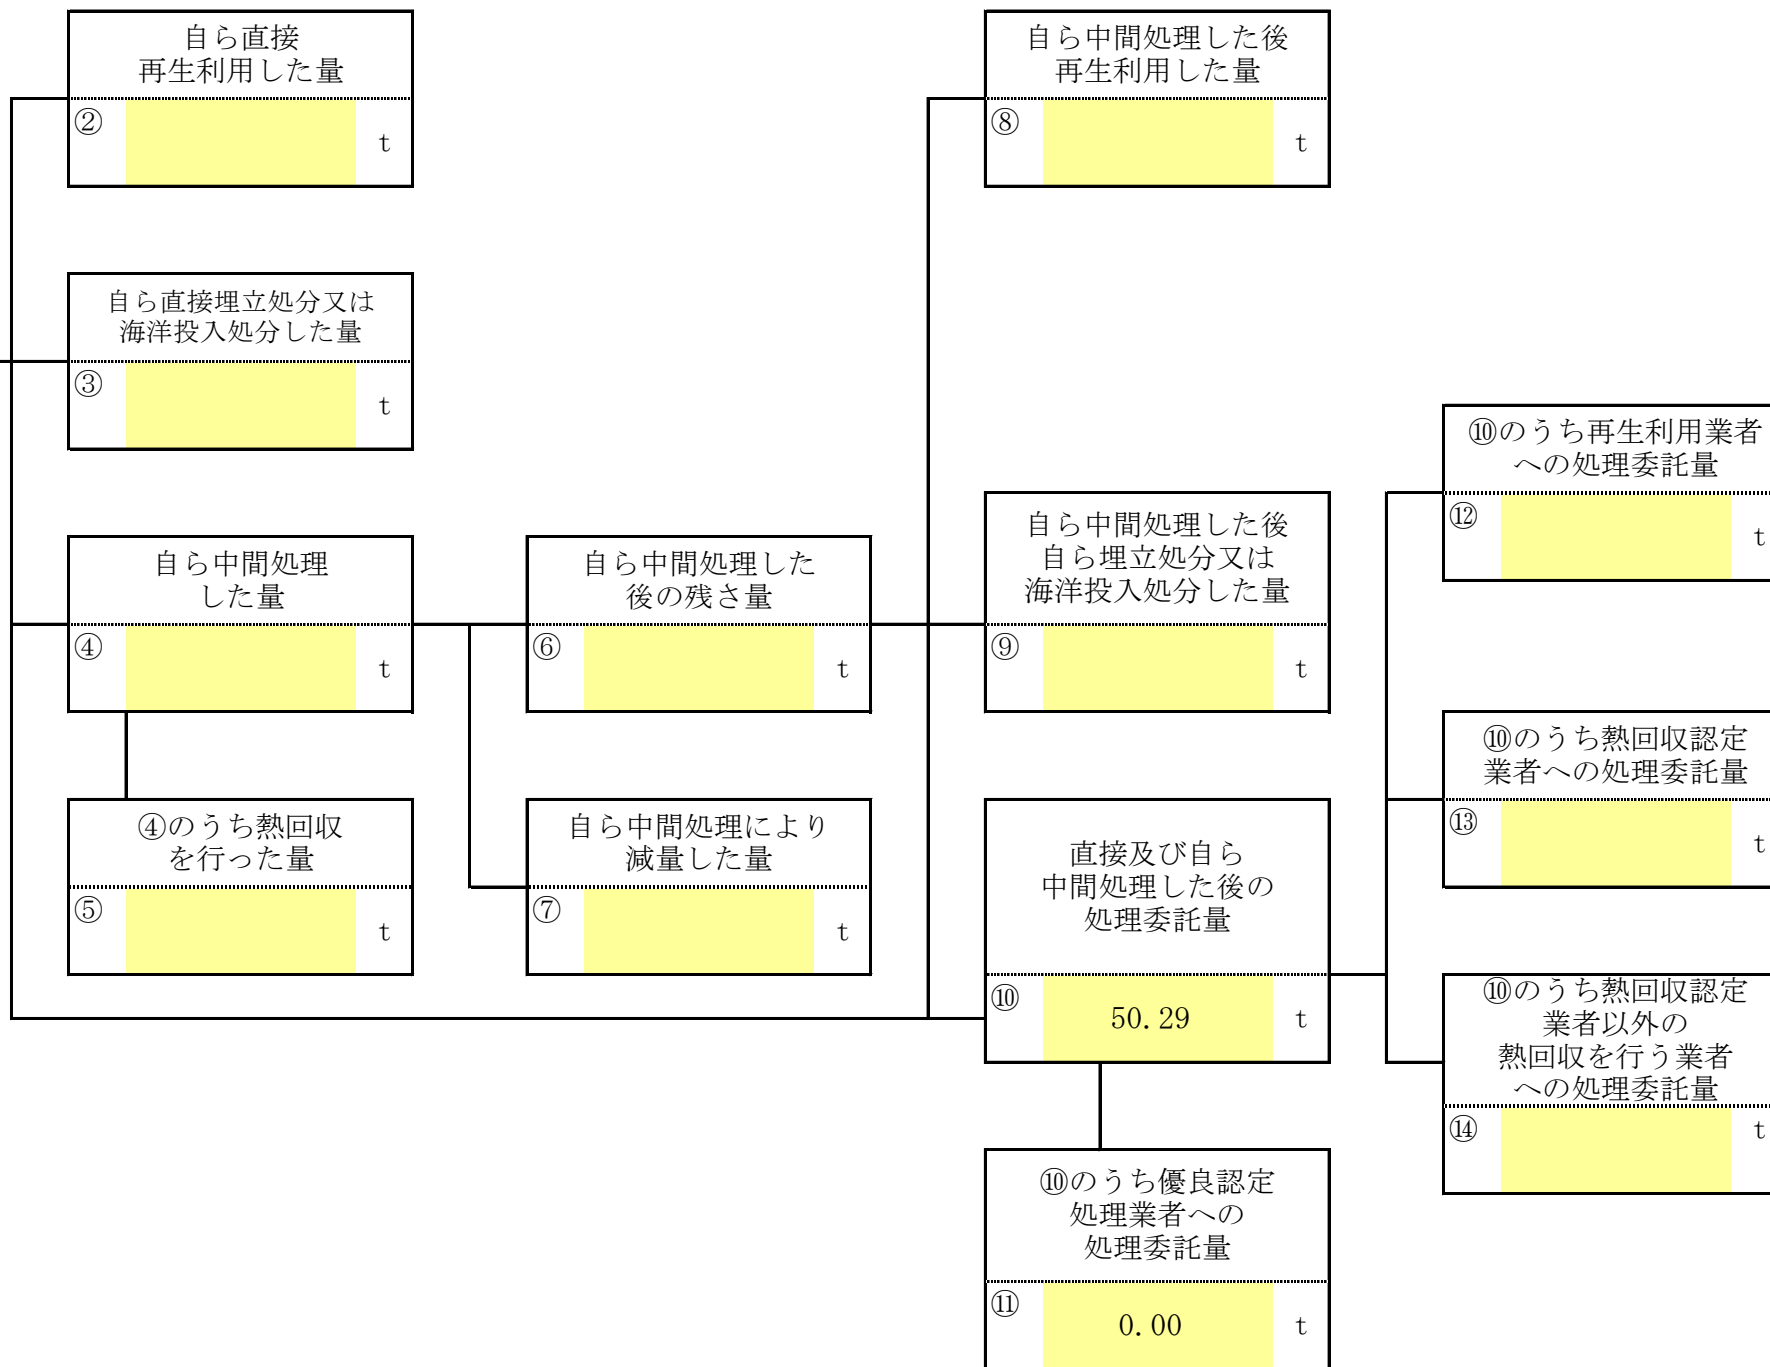 自ら直接
再生利用した量
②
t
自ら直接埋立処分又は
海洋投入処分した量
③
t
自ら中間処理
した量
④
t
④のうち熱回収
を行った量
⑤
t
自ら中間処理した
後の残さ量
⑥
t
自ら中間処理により
減量した量
⑦
t
自ら中間処理した後
再生利用した量
⑧
t
自ら中間処理した後
自ら埋立処分又は
海洋投入処分した量
⑨
t
直接及び自ら
中間処理した後の
処理委託量
⑩ 50.29 t
⑩のうち優良認定
処理業者への
処理委託量
⑪ 0.00 t
⑩のうち再生利用業者
への処理委託量
⑫
t
⑩のうち熱回収認定
業者への処理委託量
⑬
t
⑩のうち熱回収認定
業者以外の
熱回収を行う業者
への処理委託量
⑭
t